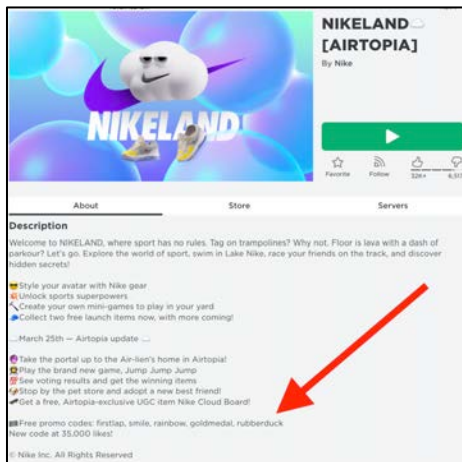 NIKELAND☁️
[AIRTOPIA]
By Nike
NIKELAND
Favorite
Follow
32K+
6,517
About
Store
Servers
Description
Welcome to NIKELAND, where sport has no rules. Tag on trampolines? Why not. Floor is lava with a dash of
parkour? Let's go. Explore the world of sport, swim in Lake Nike, race your friends on the track, and discover
hidden secrets!
😎Style your avatar with Nike gear
💥Unlock sports superpowers
🔨Create your own mini-games to play in your yard
🧢Collect two free launch items now, with more coming!
☁️March 25th — Airtopia update ☁️
🔮Take the portal up to the Air-lien's home in Airtopia!
Play the brand new game, Jump Jump Jump
💯See voting results and get the winning items
🐶Stop by the pet store and adopt a new best friend!
🛹Get a free, Airtopia-exclusive UGC item Nike Cloud Board!
📷Free promo codes: firstlap, smile, rainbow, goldmedal, rubberduck
New code at 35,000 likes!
© Nike Inc. All Rights Reserved